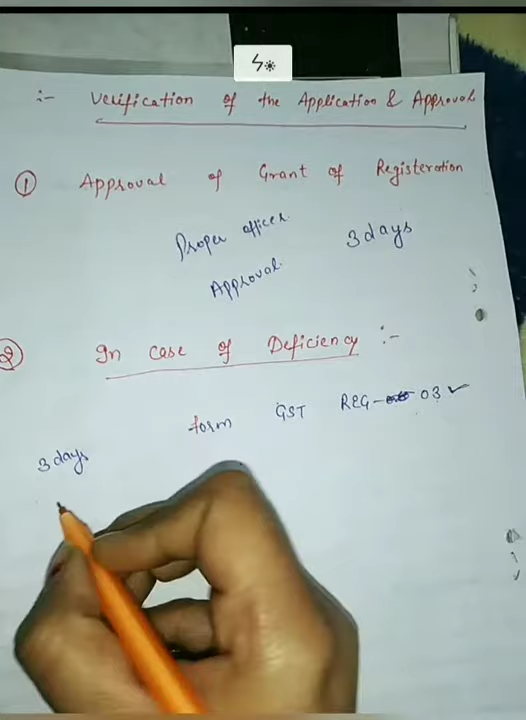 :- Verification of the Application & Approval
① Approval of Grant of Registeration
Proper officer 3 days
Approval
② In case of Deficiency :-
form GST REG- 03 ✓
3 days